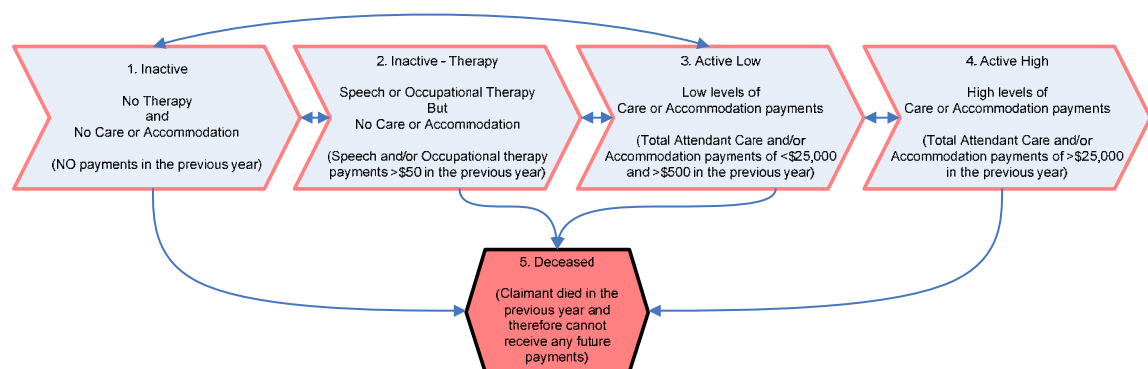 1. Inactive
No Therapy
and
No Care or Accommodation
(NO payments in the previous year)
2. Inactive - Therapy
Speech or Occupational Therapy
But
No Care or Accommodation
(Speech and/or Occupational therapy
payments >$50 in the previous year)
3. Active Low
Low levels of
Care or Accommodation payments
(Total Attendant Care and/or
Accommodation payments of <$25,000
and >$500 in the previous year)
4. Active High
High levels of
Care or Accommodation payments
(Total Attendant Care and/or
Accommodation payments of >$25,000
in the previous year)
5. Deceased
(Claimant died in the
previous year and
therefore cannot
receive any future
payments)